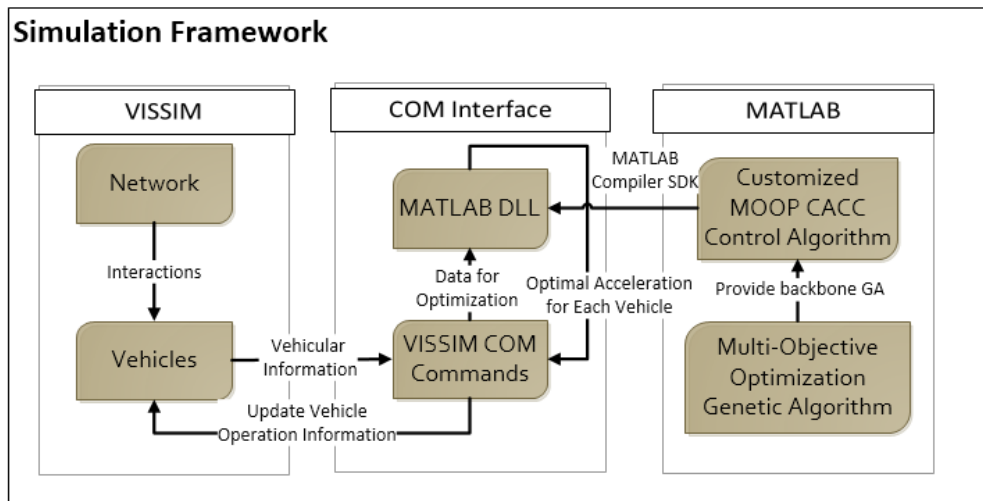 Simulation Framework
VISSIM
COM Interface
MATLAB
Network
MATLAB DLL
MATLAB
Compiler SDK
Customized
MOOP CACC
Control Algorithm
Interactions
Data for
Optimization
Optimal Acceleration
for Each Vehicle
Provide backbone GA
Vehicles
Vehicular
Information
VISSIM COM
Commands
Multi-Objective
Optimization
Genetic Algorithm
Update Vehicle
Operation Information